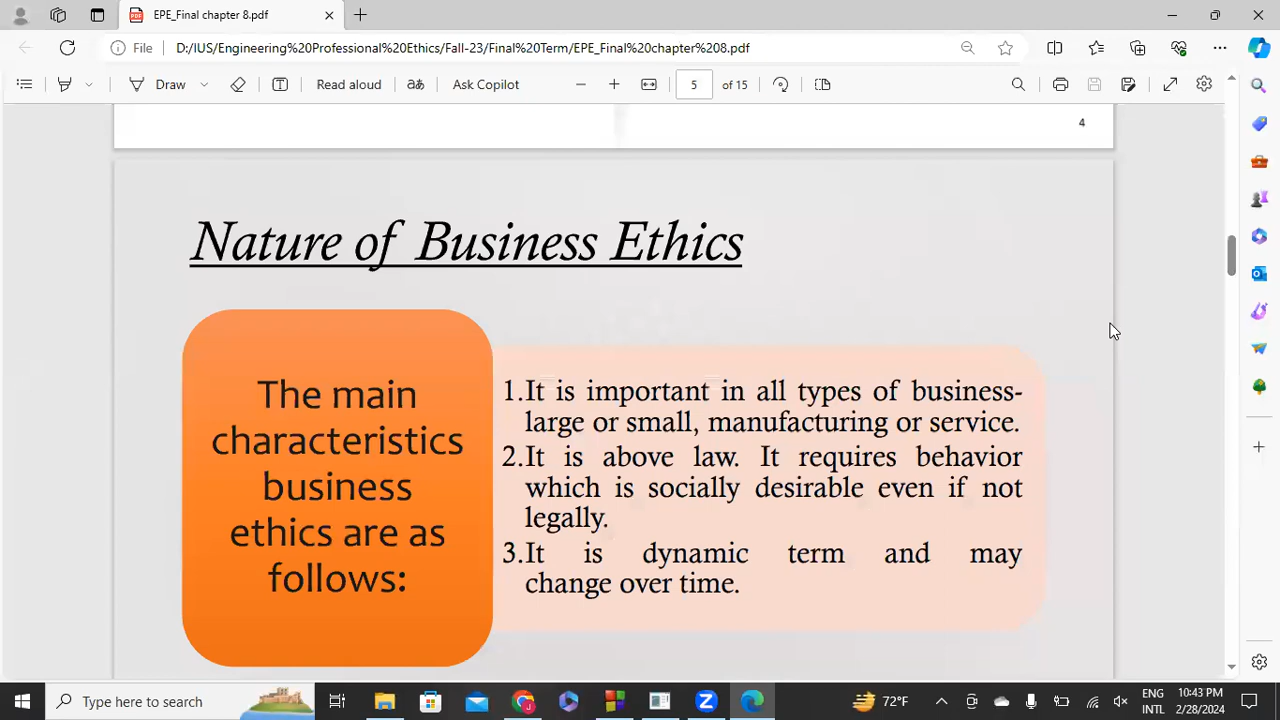 EPE_Final chapter 8.pdf
File
D:/IUS/Engineering%20Professional%20Ethics/Fall-23/Final%20Term/EPE_Final%20chapter%208.pdf
Draw
Read aloud
aあ
Ask Copilot
5
of 15
4
Nature of Business Ethics
The main
characteristics
business
ethics are as
follows:
1.It is important in all types of business-
large or small, manufacturing or service.
2.It is above law. It requires behavior
which is socially desirable even if not
legally.
3.It is dynamic term and may
change over time.
Type here to search
72°F
ENG
INTL
10:43 PM
2/28/2024